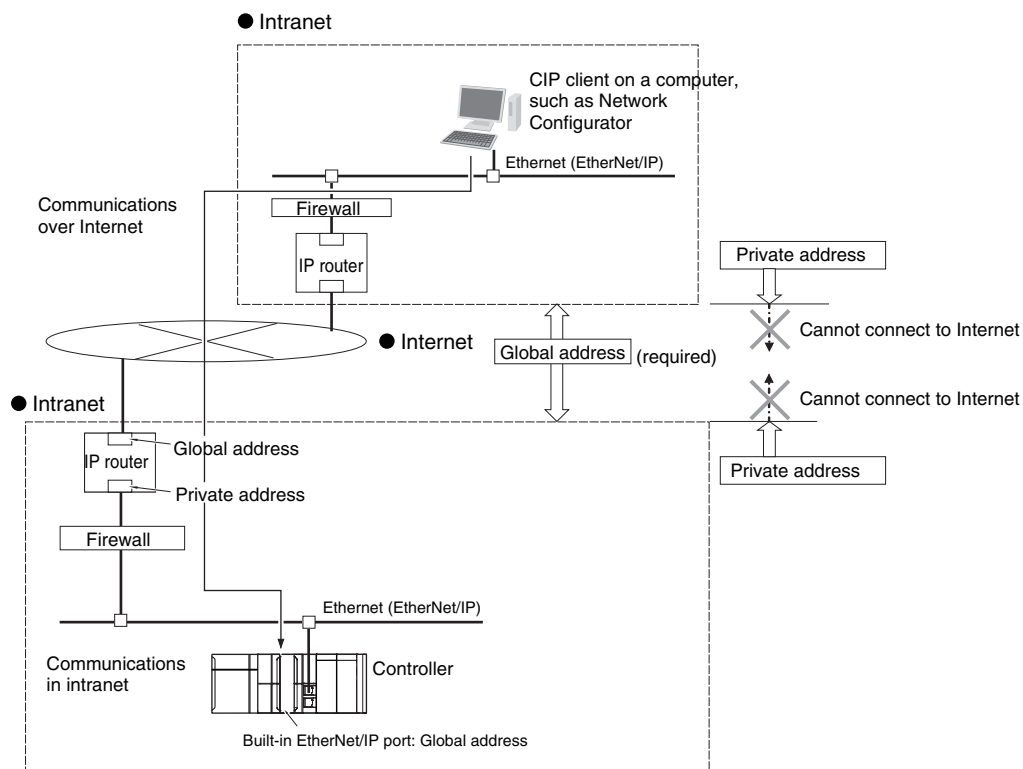 ● Intranet
CIP client on a computer,
such as Network
Configurator
Ethernet (EtherNet/IP)
Communications
over Internet
Firewall
IP router
Private address
Cannot connect to Internet
● Internet
Global address (required)
Cannot connect to Internet
Private address
● Intranet
Global address
IP router
Private address
Firewall
Ethernet (EtherNet/IP)
Communications
in intranet
Controller
Built-in EtherNet/IP port: Global address